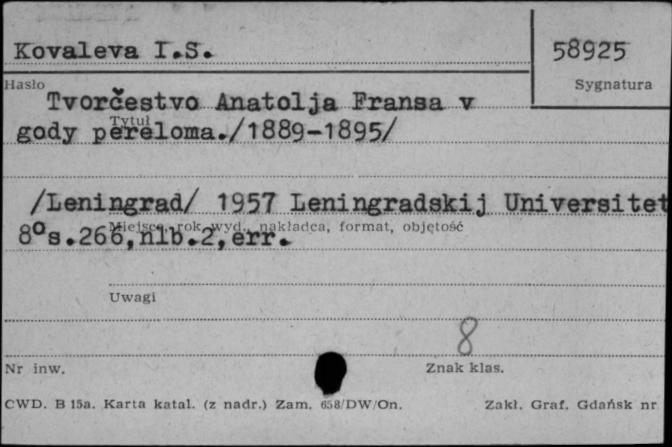 Kovaleva I.S.
58925
Hasło
Sygnatura
Tvorčestvo Anatolja Fransa v
Tytuł
gody pereloma./1889-1895/
/Leningrad/ 1957 Leningradskij Universitet
Miejsce, rok wyd., nakładca, format, objętość
8°s.266,nlb.2,err.
Uwagi
8
Nr inw.
Znak klas.
CWD. B 15a. Karta katal. (z nadr.) Zam. 658/DW/On.
Zakł. Graf. Gdańsk nr